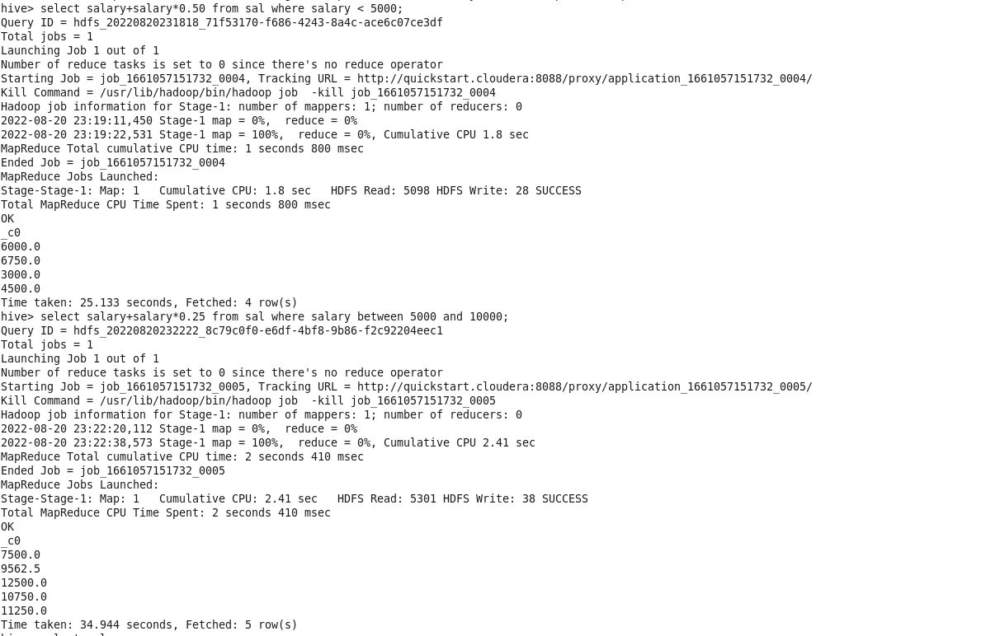 hive> select salary+salary*0.50 from sal where salary < 5000;
Query ID = hdfs_20220820231818_71f53170-f686-4243-8a4c-ace6c07ce3df
Total jobs = 1
Launching Job 1 out of 1
Number of reduce tasks is set to 0 since there's no reduce operator
Starting Job = job_1661057151732_0004, Tracking URL = http://quickstart.cloudera:8088/proxy/application_1661057151732_0004/
Kill Command = /usr/lib/hadoop/bin/hadoop job  -kill job_1661057151732_0004
Hadoop job information for Stage-1: number of mappers: 1; number of reducers: 0
2022-08-20 23:19:11,450 Stage-1 map = 0%,  reduce = 0%
2022-08-20 23:19:22,531 Stage-1 map = 100%,  reduce = 0%, Cumulative CPU 1.8 sec
MapReduce Total cumulative CPU time: 1 seconds 800 msec
Ended Job = job_1661057151732_0004
MapReduce Jobs Launched:
Stage-Stage-1: Map: 1   Cumulative CPU: 1.8 sec   HDFS Read: 5098 HDFS Write: 28 SUCCESS
Total MapReduce CPU Time Spent: 1 seconds 800 msec
OK
_c0
6000.0
6750.0
3000.0
4500.0
Time taken: 25.133 seconds, Fetched: 4 row(s)
hive> select salary+salary*0.25 from sal where salary between 5000 and 10000;
Query ID = hdfs_20220820232222_8c79c0f0-e6df-4bf8-9b86-f2c92204eec1
Total jobs = 1
Launching Job 1 out of 1
Number of reduce tasks is set to 0 since there's no reduce operator
Starting Job = job_1661057151732_0005, Tracking URL = http://quickstart.cloudera:8088/proxy/application_1661057151732_0005/
Kill Command = /usr/lib/hadoop/bin/hadoop job  -kill job_1661057151732_0005
Hadoop job information for Stage-1: number of mappers: 1; number of reducers: 0
2022-08-20 23:22:20,112 Stage-1 map = 0%,  reduce = 0%
2022-08-20 23:22:38,573 Stage-1 map = 100%,  reduce = 0%, Cumulative CPU 2.41 sec
MapReduce Total cumulative CPU time: 2 seconds 410 msec
Ended Job = job_1661057151732_0005
MapReduce Jobs Launched:
Stage-Stage-1: Map: 1   Cumulative CPU: 2.41 sec   HDFS Read: 5301 HDFS Write: 38 SUCCESS
Total MapReduce CPU Time Spent: 2 seconds 410 msec
OK
_c0
7500.0
9562.5
12500.0
10750.0
11250.0
Time taken: 34.944 seconds, Fetched: 5 row(s)